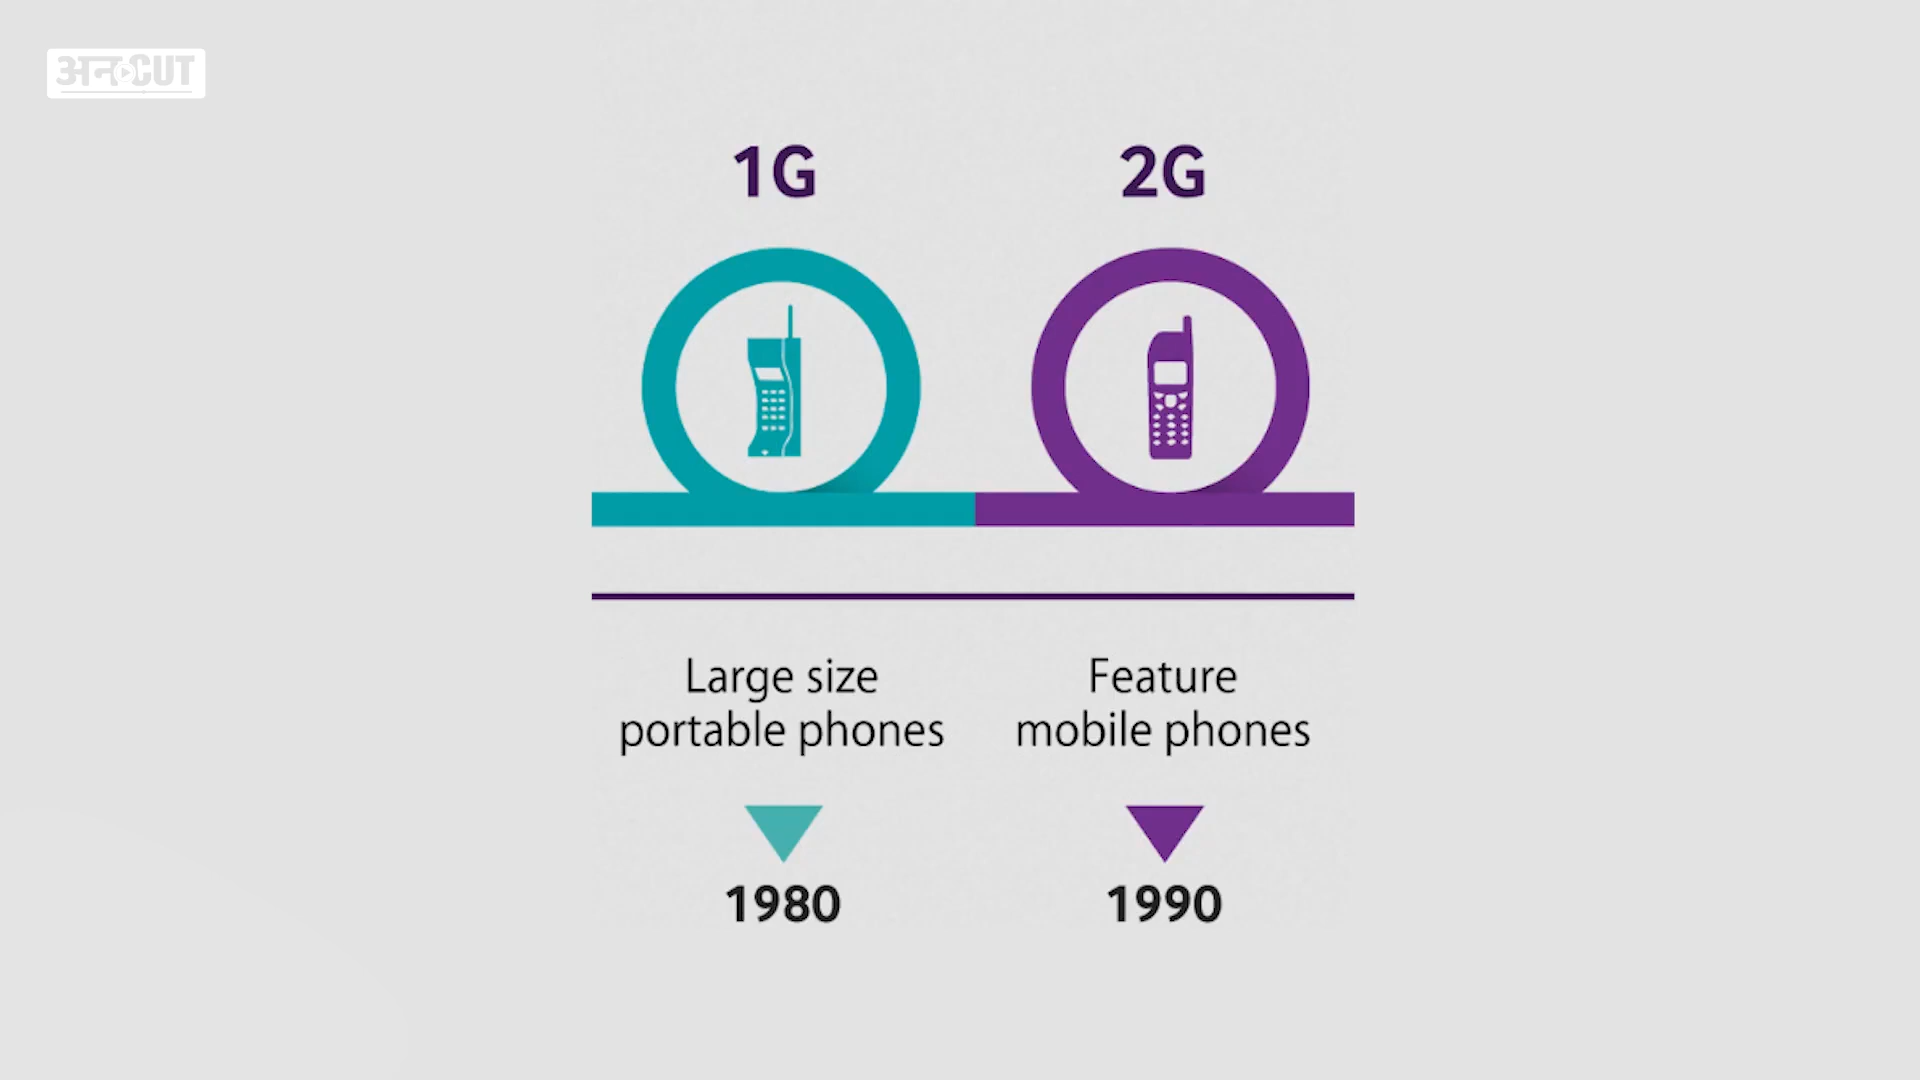 अनCUT
1G
2G
Large size
portable phones
Feature
mobile phones
1980
1990